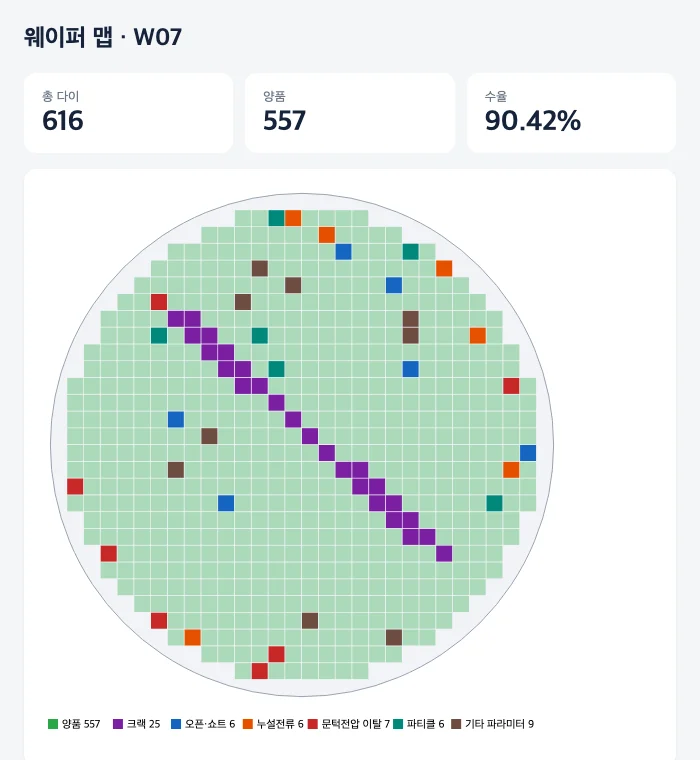 웨이퍼 맵 · W07
총 다이
616
양품
557
수율
90.42%
양품 557 크랙 25 오픈·쇼트 6 누설전류 6 문턱전압 이탈 7 파티클 6 기타 파라미터 9